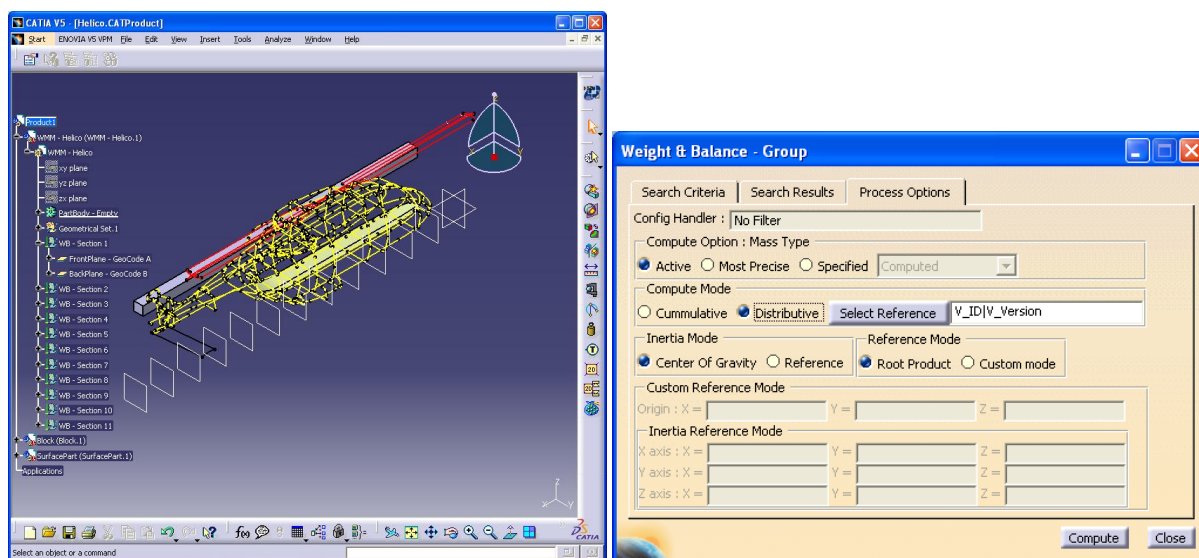 CATIA V5 - [Helico.CATProduct]
Start ENOVIA V5 VPM File Edit View Insert Tools Analyze Window Help
Product1
WMM - Helico (WMM - Helico.1)
WMM - Helico
xy plane
yz plane
zx plane
PartBody - Empty
Geometrical Set.1
WB - Section 1
FrontPlane - GeoCode A
BackPlane - GeoCode B
WB - Section 2
WB - Section 3
WB - Section 4
WB - Section 5
WB - Section 6
WB - Section 7
WB - Section 8
WB - Section 9
WB - Section 10
WB - Section 11
Block (Block.1)
SurfacePart (SurfacePart.1)
Applications
z
x y
CATIA
Select an object or a command
Weight & Balance - Group
Search Criteria Search Results Process Options
Config Handler : No Filter
Compute Option : Mass Type
Active Most Precise Specified Computed
Compute Mode
Cummulative Distributive Select Reference V_ID|V_Version
Inertia Mode Reference Mode
Center Of Gravity Reference Root Product Custom mode
Custom Reference Mode
Origin : X = Y = Z =
Inertia Reference Mode
X axis : X = Y = Z =
Y axis : X = Y = Z =
Z axis : X = Y = Z =
Compute Close